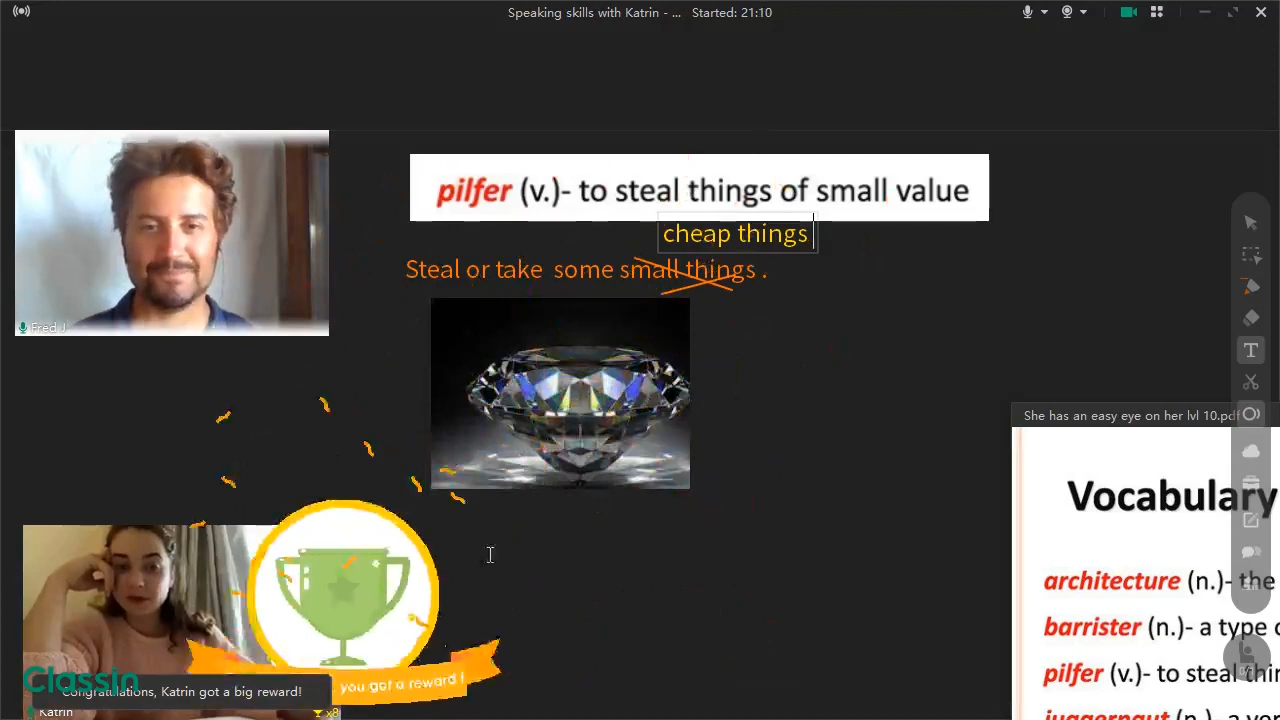 Speaking skills with Katrin - ... Started: 21:10
Fred J
pilfer (v.)- to steal things of small value
cheap things
Steal or take some small things .
She has an easy eye on her lvl 10.pdf
Vocabulary
architecture (n.)- the
barrister (n.)- a type
pilfer (v.)- to steal
juggernaut (n.)- a
you got a reward !
ClassIn
Congratulations, Katrin got a big reward!
Katrin
x8
T